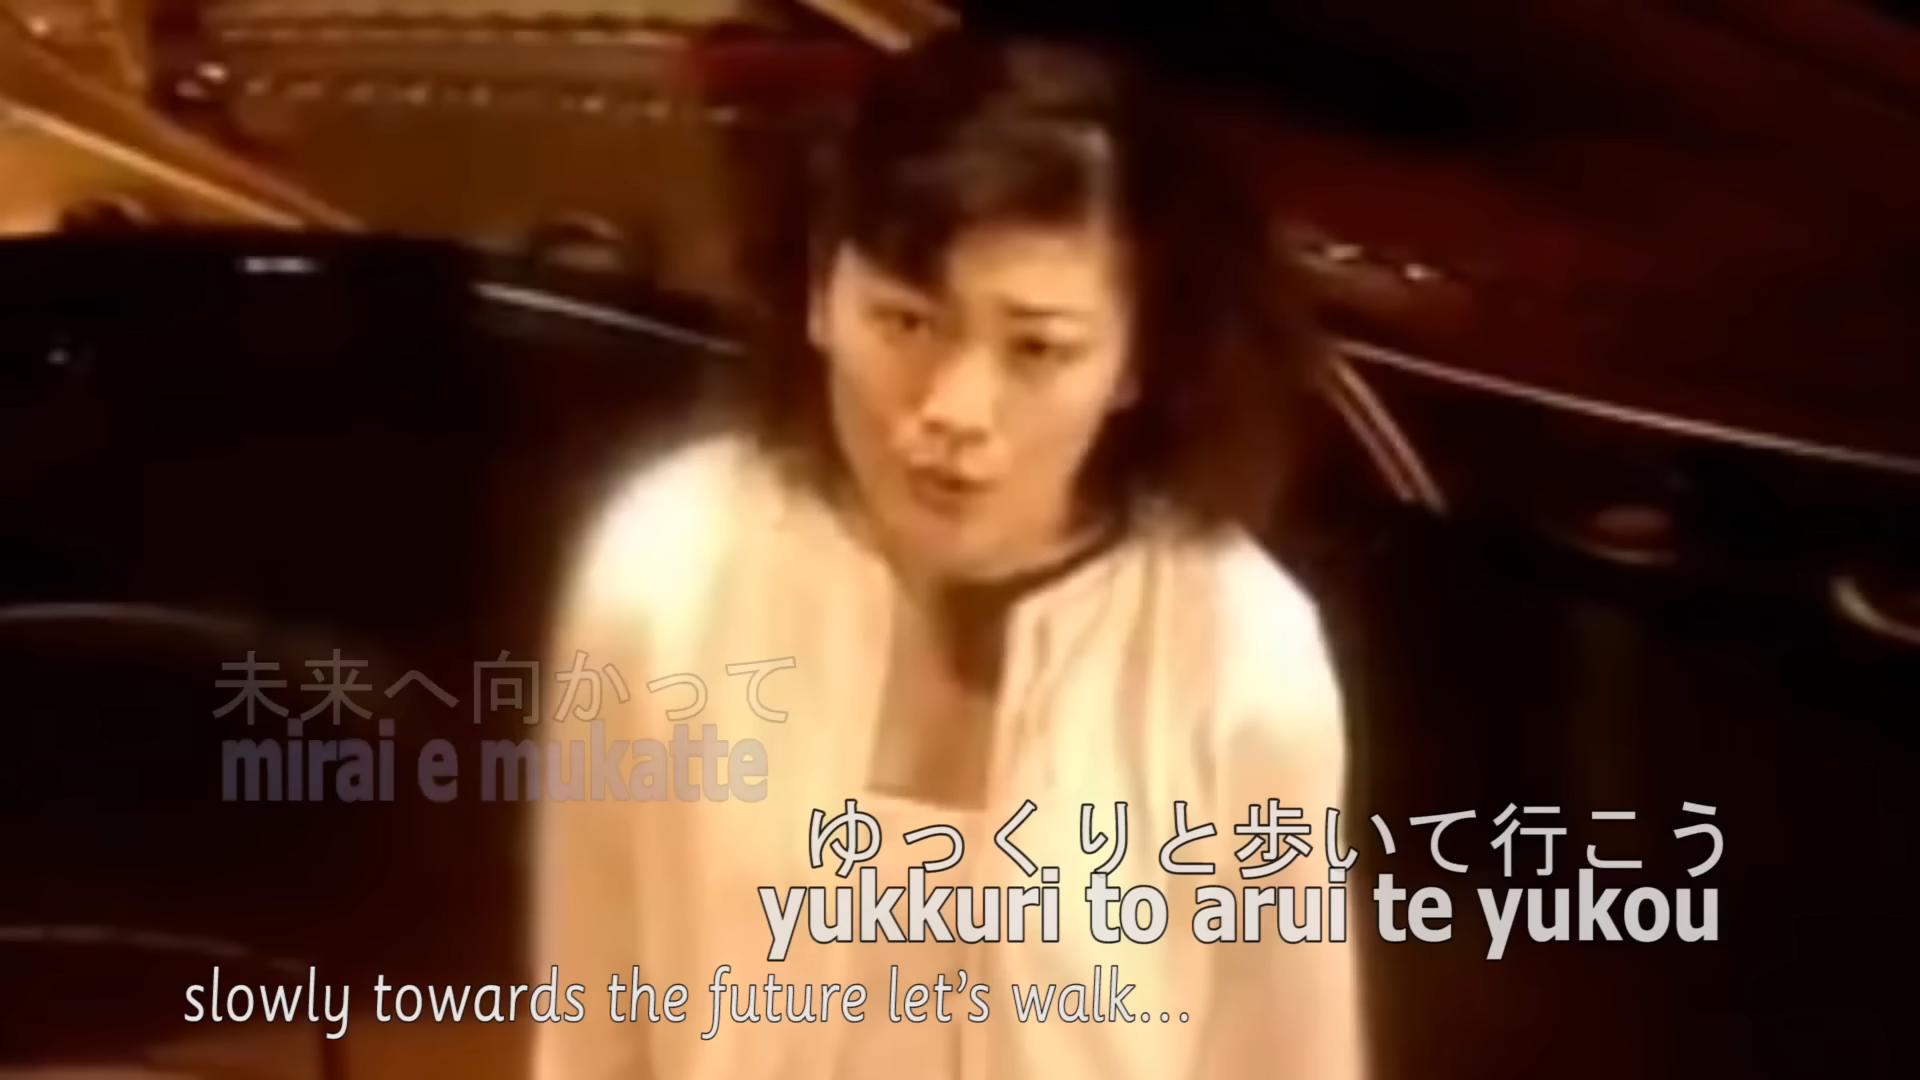 未来へ向かって
mirai e mukatte
ゆっくりと歩いて行こう
yukkuri to arui te yukou
slowly towards the future let's walk...